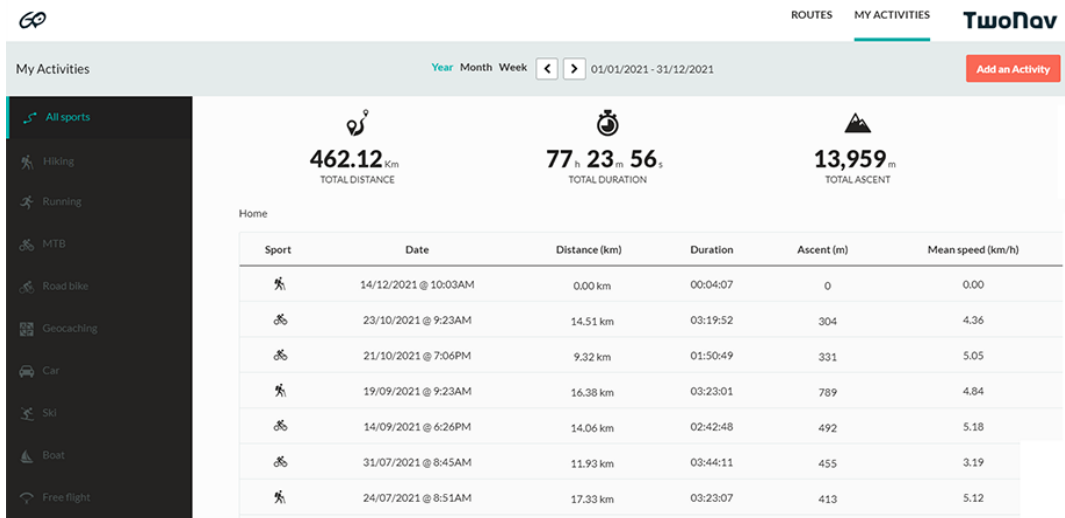 GO
ROUTES MY ACTIVITIES TwoNav
My Activities
Year Month Week < > 01/01/2021 - 31/12/2021
Add an Activity
All sports
Hiking
Running
MTB
Road bike
Geocaching
Car
Ski
Boat
Free flight
462.12 Km
TOTAL DISTANCE
77 h 23 m 56 s
TOTAL DURATION
13,959 m
TOTAL ASCENT
Home
Sport Date Distance (km) Duration Ascent (m) Mean speed (km/h)
14/12/2021 @ 10:03AM 0.00 km 00:04:07 0 0.00
23/10/2021 @ 9:23AM 14.51 km 03:19:52 304 4.36
21/10/2021 @ 7:06PM 9.32 km 01:50:49 331 5.05
19/09/2021 @ 9:23AM 16.38 km 03:23:01 789 4.84
14/09/2021 @ 6:26PM 14.06 km 02:42:48 492 5.18
31/07/2021 @ 8:45AM 11.93 km 03:44:11 455 3.19
24/07/2021 @ 8:51AM 17.33 km 03:23:07 413 5.12